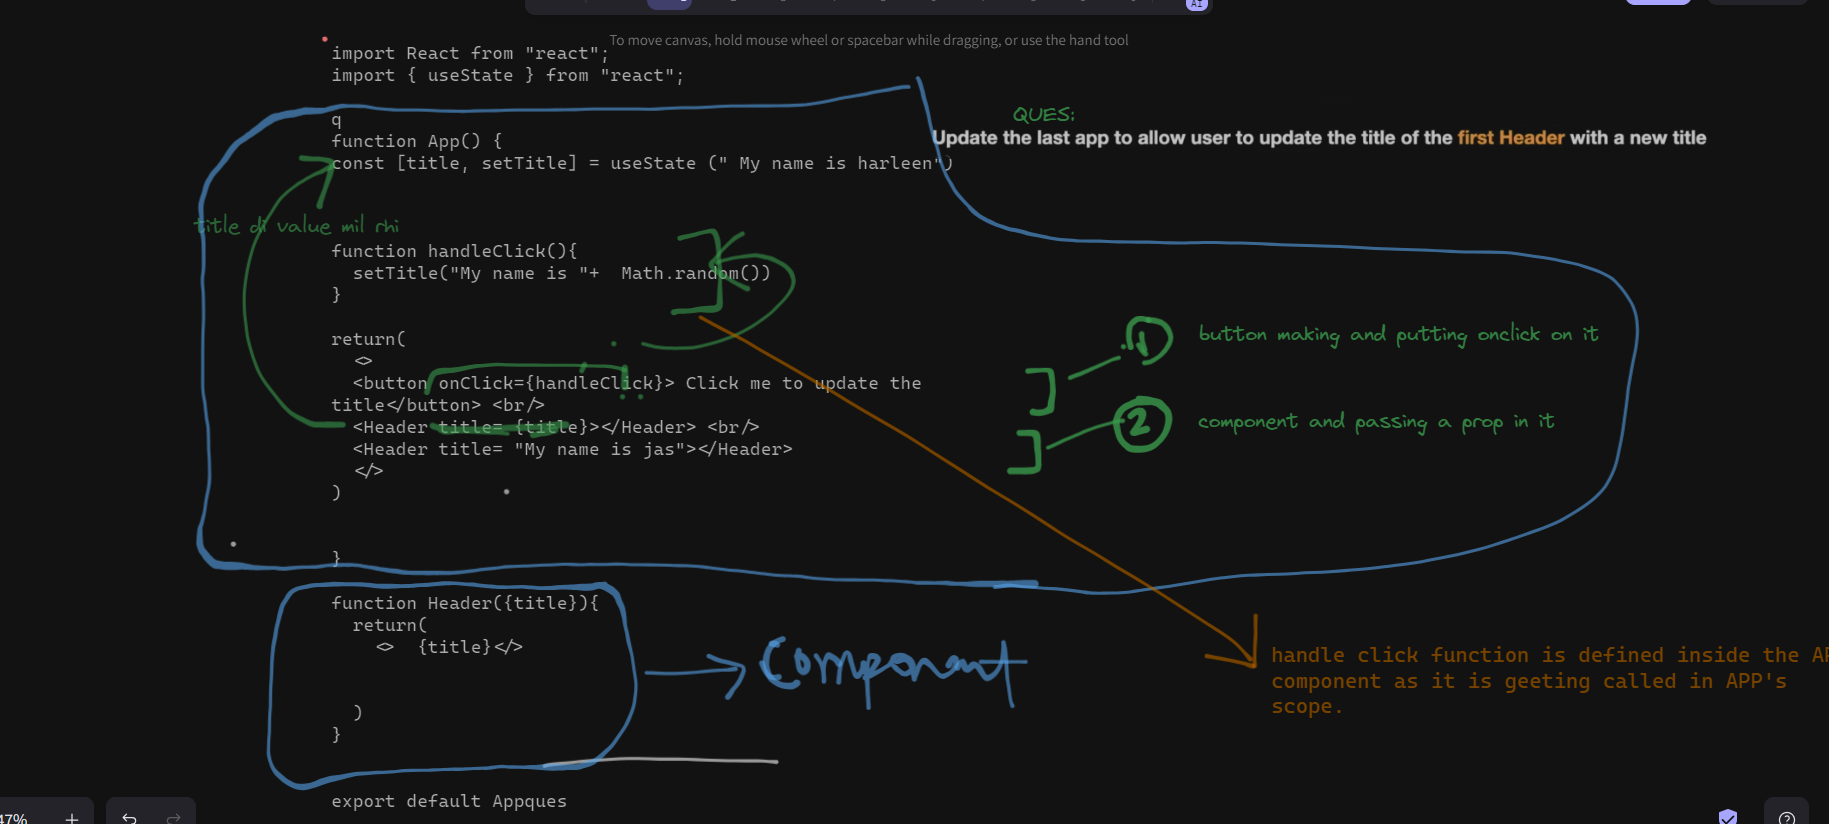 To move canvas, hold mouse wheel or spacebar while dragging, or use the hand tool
import React from "react";
import { useState } from "react";
q
function App() {
const [title, setTitle] = useState (" My name is harleen")
QUES:
Update the last app to allow user to update the title of the first Header with a new title
title di value mil rhi
function handleClick(){
setTitle("My name is "+  Math.random())
}
return(
<>
<button onClick={handleClick}> Click me to update the
title</button> <br/>
<Header title= {title}></Header> <br/>
<Header title= "My name is jas"></Header>
</>
)
}
1 button making and putting onclick on it
2 component and passing a prop in it
function Header({title}){
return(
<>  {title}</>
)
}
Component
handle click function is defined inside the AP
component as it is geeting called in APP's
scope.
export default Appques
47%
AI